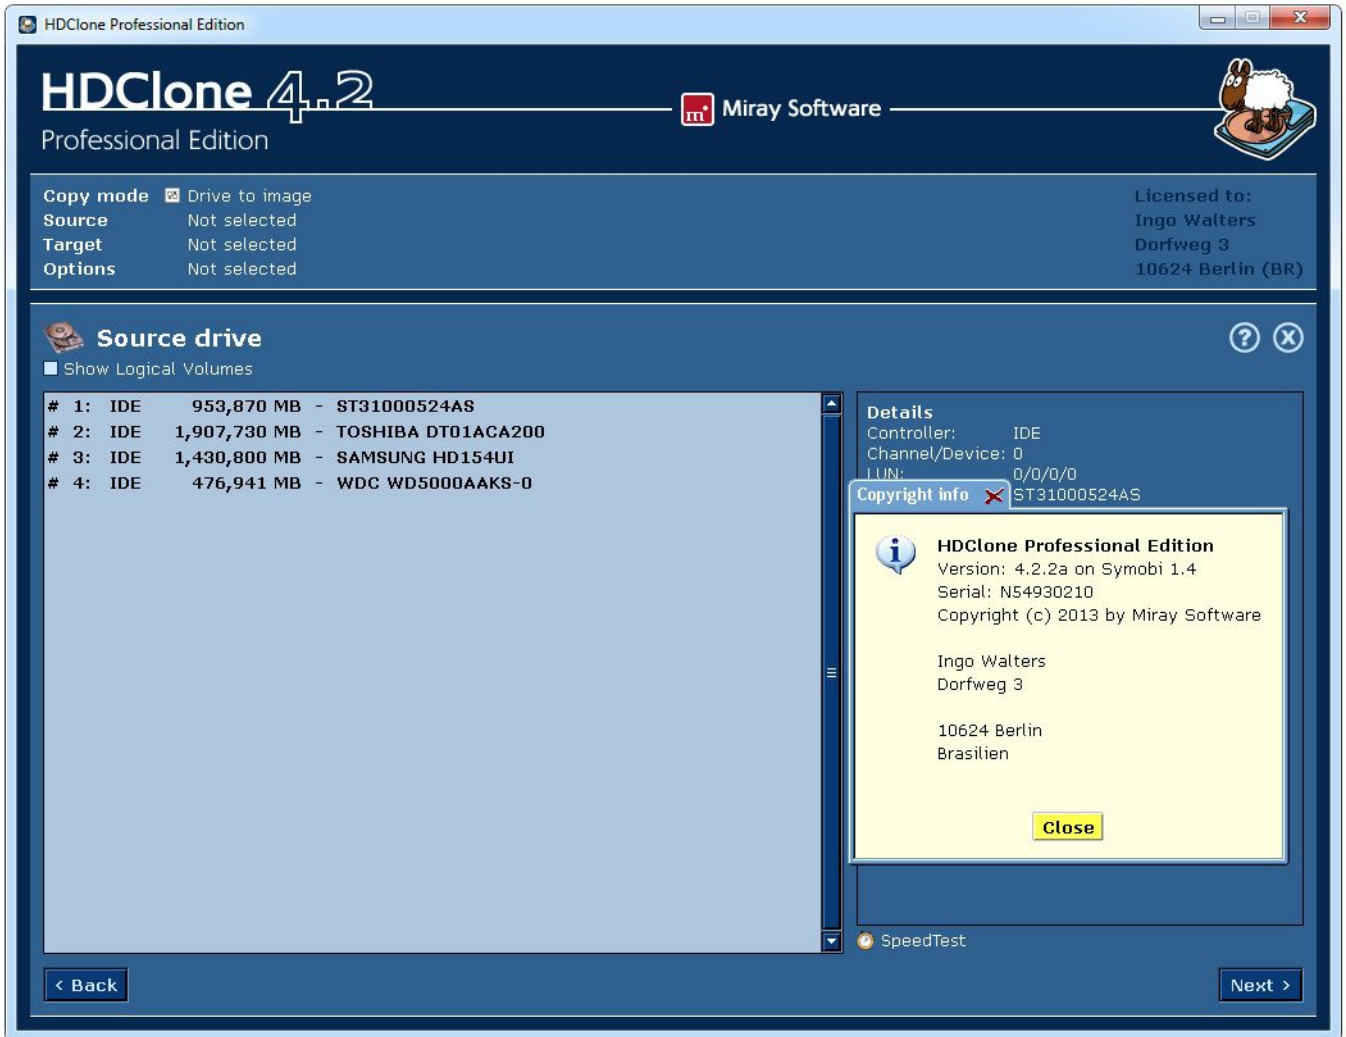 HDClone Professional Edition
HDClone 4.2
Professional Edition
Miray Software
Copy mode Drive to image
Source Not selected
Target Not selected
Options Not selected
Licensed to:
Ingo Walters
Dorfweg 3
10624 Berlin (BR)
Source drive
Show Logical Volumes
# 1: IDE 953,870 MB - ST31000524AS
# 2: IDE 1,907,730 MB - TOSHIBA DT01ACA200
# 3: IDE 1,430,800 MB - SAMSUNG HD154UI
# 4: IDE 476,941 MB - WDC WD5000AAKS-0
Details
Controller: IDE
Channel/Device: 0
LUN: 0/0/0/0
ST31000524AS
Copyright info
HDClone Professional Edition
Version: 4.2.2a on Symobi 1.4
Serial: N54930210
Copyright (c) 2013 by Miray Software
Ingo Walters
Dorfweg 3
10624 Berlin
Brasilien
Close
SpeedTest
< Back
Next >